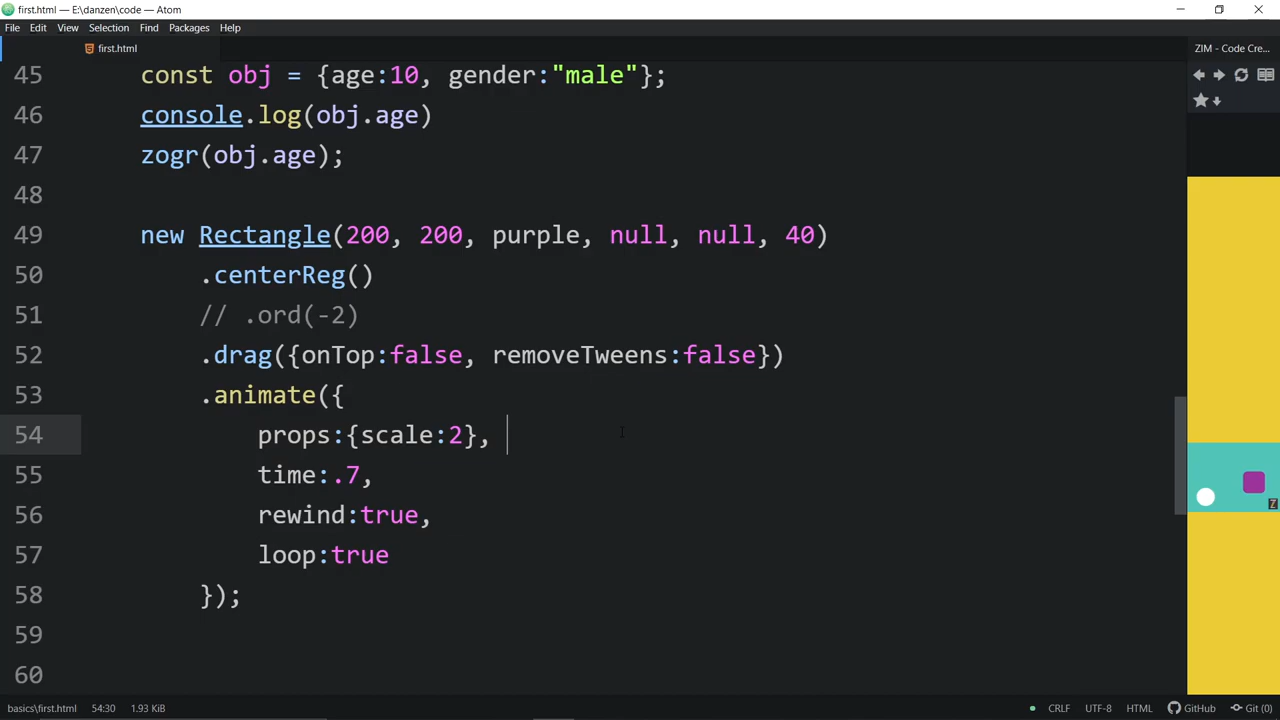 first.html — E:\danzen\code — Atom
File Edit View Selection Find Packages Help
first.html
ZIM - Code Cre...
45 const obj = {age:10, gender:"male"};
46 console.log(obj.age)
47 zogr(obj.age);
48
49 new Rectangle(200, 200, purple, null, null, 40)
50 .centerReg()
51 // .ord(-2)
52 .drag({onTop:false, removeTweens:false})
53 .animate({
54 props:{scale:2},
55 time:.7,
56 rewind:true,
57 loop:true
58 });
59
60
Z
basics\first.html 54:30 1.93 KiB CRLF UTF-8 HTML GitHub Git (0)